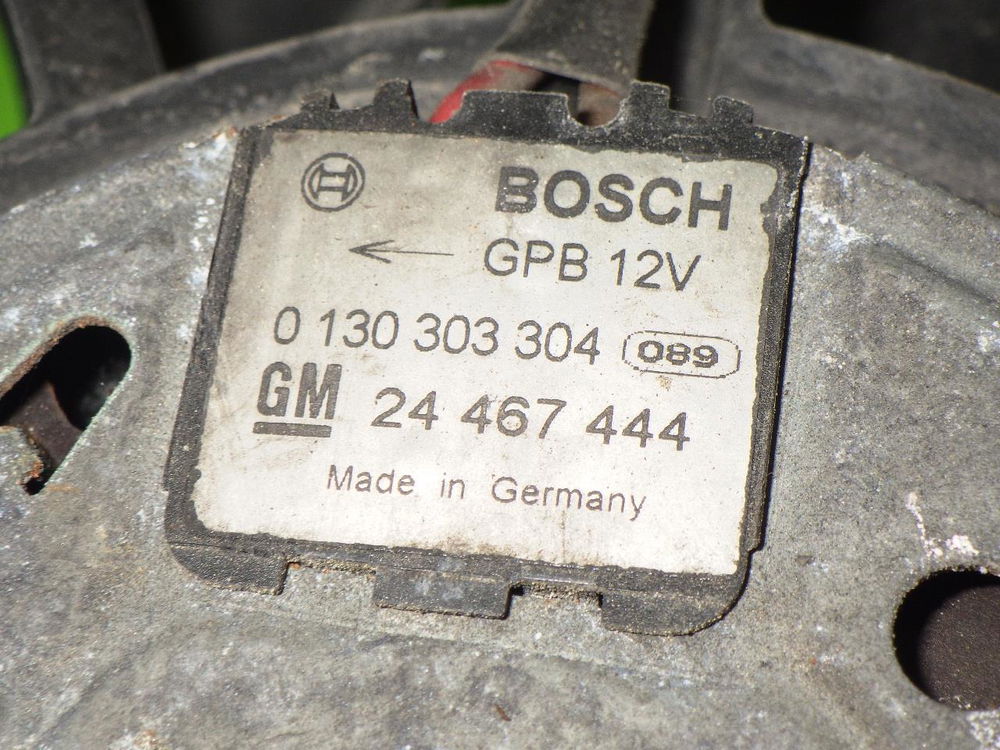 BOSCH
GPB 12V
0 130 303 304 089
GM 24 467 444
Made in Germany